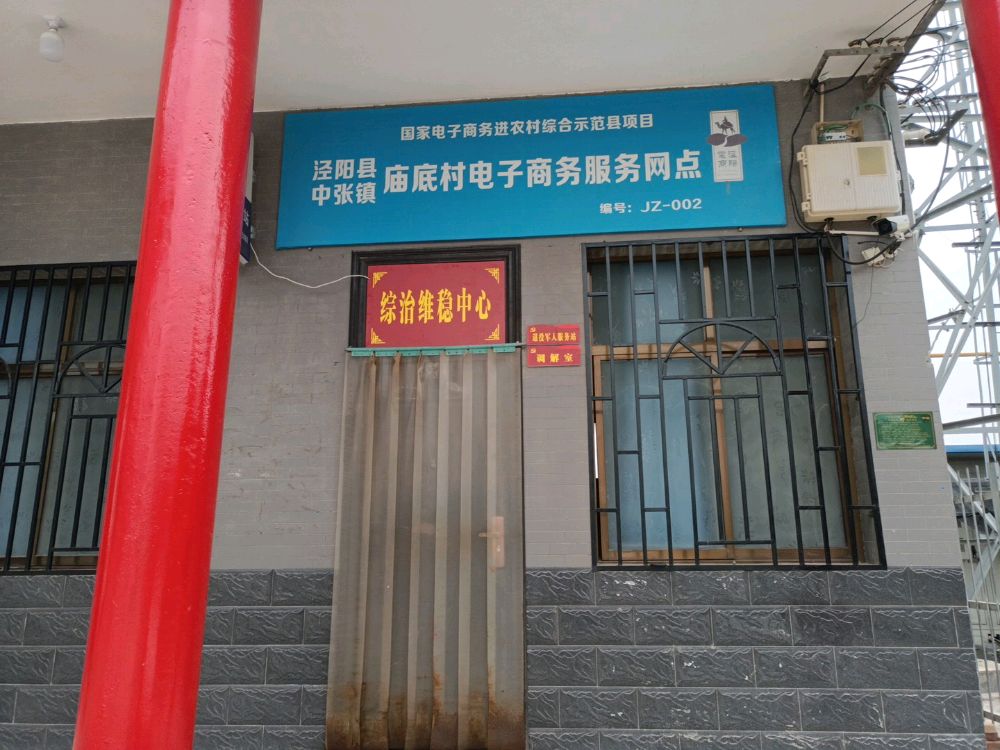 国家电子商务进农村综合示范县项目
泾阳县
中张镇
庙底村电子商务服务网点
编号：JZ-002
综治维稳中心
退役军人服务站
调解室
站